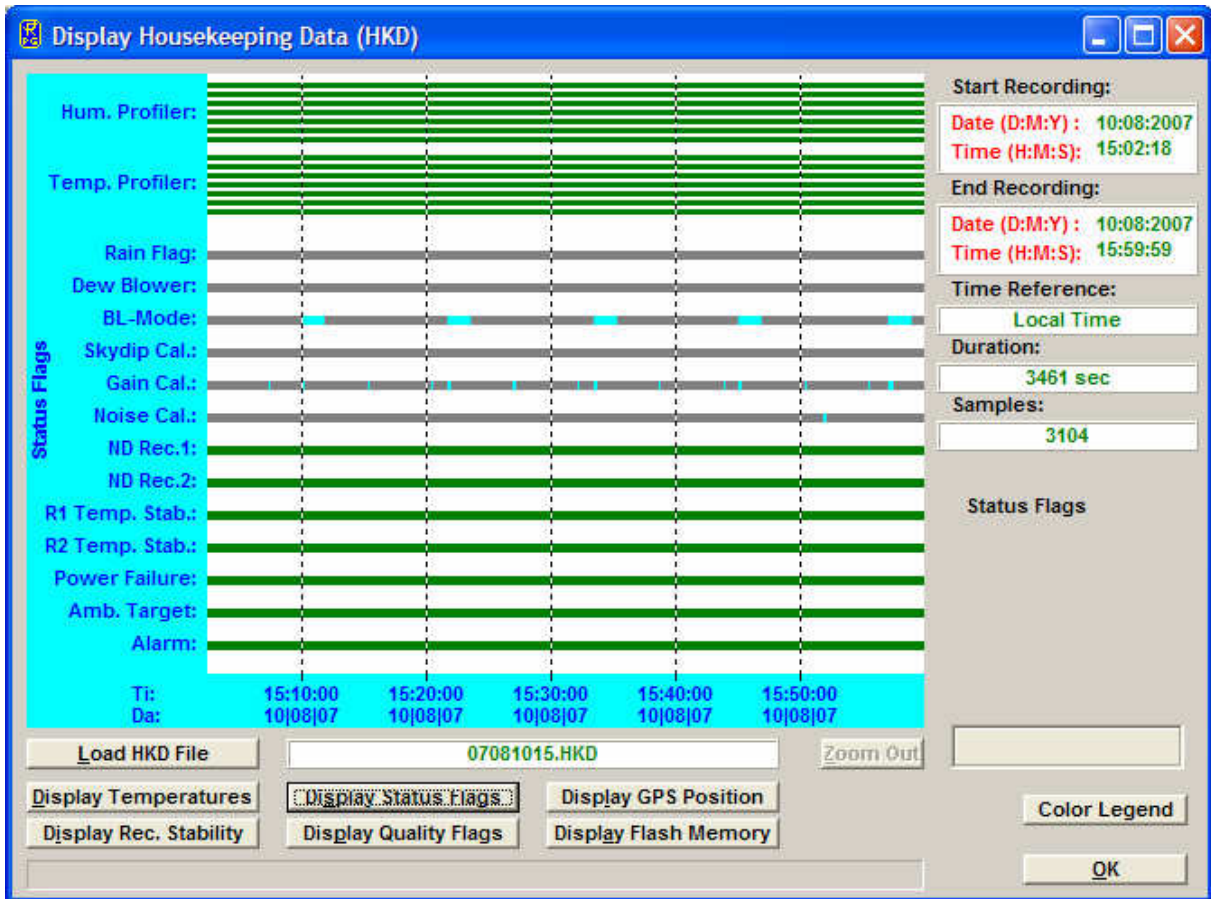 Display Housekeeping Data (HKD)
Hum. Profiler:
Temp. Profiler:
Status Flags
Rain Flag:
Dew Blower:
BL-Mode:
Skydip Cal.:
Gain Cal.:
Noise Cal.:
ND Rec.1:
ND Rec.2:
R1 Temp. Stab.:
R2 Temp. Stab.:
Power Failure:
Amb. Target:
Alarm:
Ti: 15:10:00 15:20:00 15:30:00 15:40:00 15:50:00
Da: 10|08|07 10|08|07 10|08|07 10|08|07 10|08|07
Start Recording:
Date (D:M:Y) : 10:08:2007
Time (H:M:S): 15:02:18
End Recording:
Date (D:M:Y) : 10:08:2007
Time (H:M:S): 15:59:59
Time Reference:
Local Time
Duration:
3461 sec
Samples:
3104
Status Flags
Load HKD File 07081015.HKD Zoom Out
Display Temperatures Display Status Flags Display GPS Position
Display Rec. Stability Display Quality Flags Display Flash Memory
Color Legend
OK